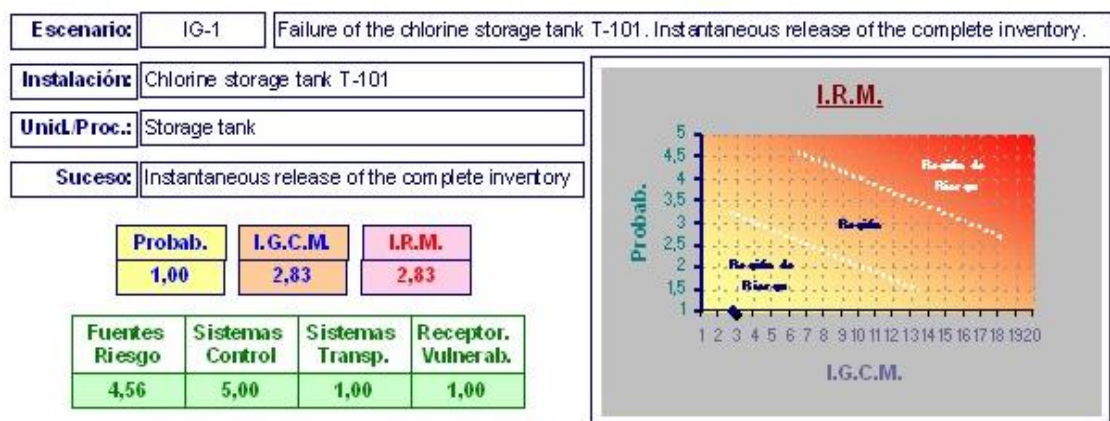 Escenario: IG-1 Failure of the chlorine storage tank T-101. Instantaneous release of the complete inventory.
Instalación: Chlorine storage tank T-101
Unid./Proc.: Storage tank
Suceso: Instantaneous release of the complete inventory
Probab. I.G.C.M. I.R.M.
1,00 2,83 2,83
Fuentes Riesgo Sistemas Control Sistemas Transp. Receptor. Vulnerab.
4,56 5,00 1,00 1,00
I.R.M.
Probab.
5
4,5
4
3,5
3
2,5
2
1,5
1
Región de
Riesgo
Región
Región de
Riesgo
1 2 3 4 5 6 7 8 9 10 11 12 13 14 15 16 17 18 19 20
I.G.C.M.